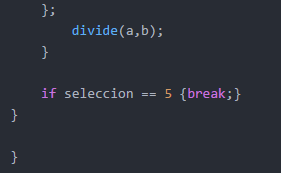 };
divide(a,b);
}
if seleccion == 5 {break;}
}
}